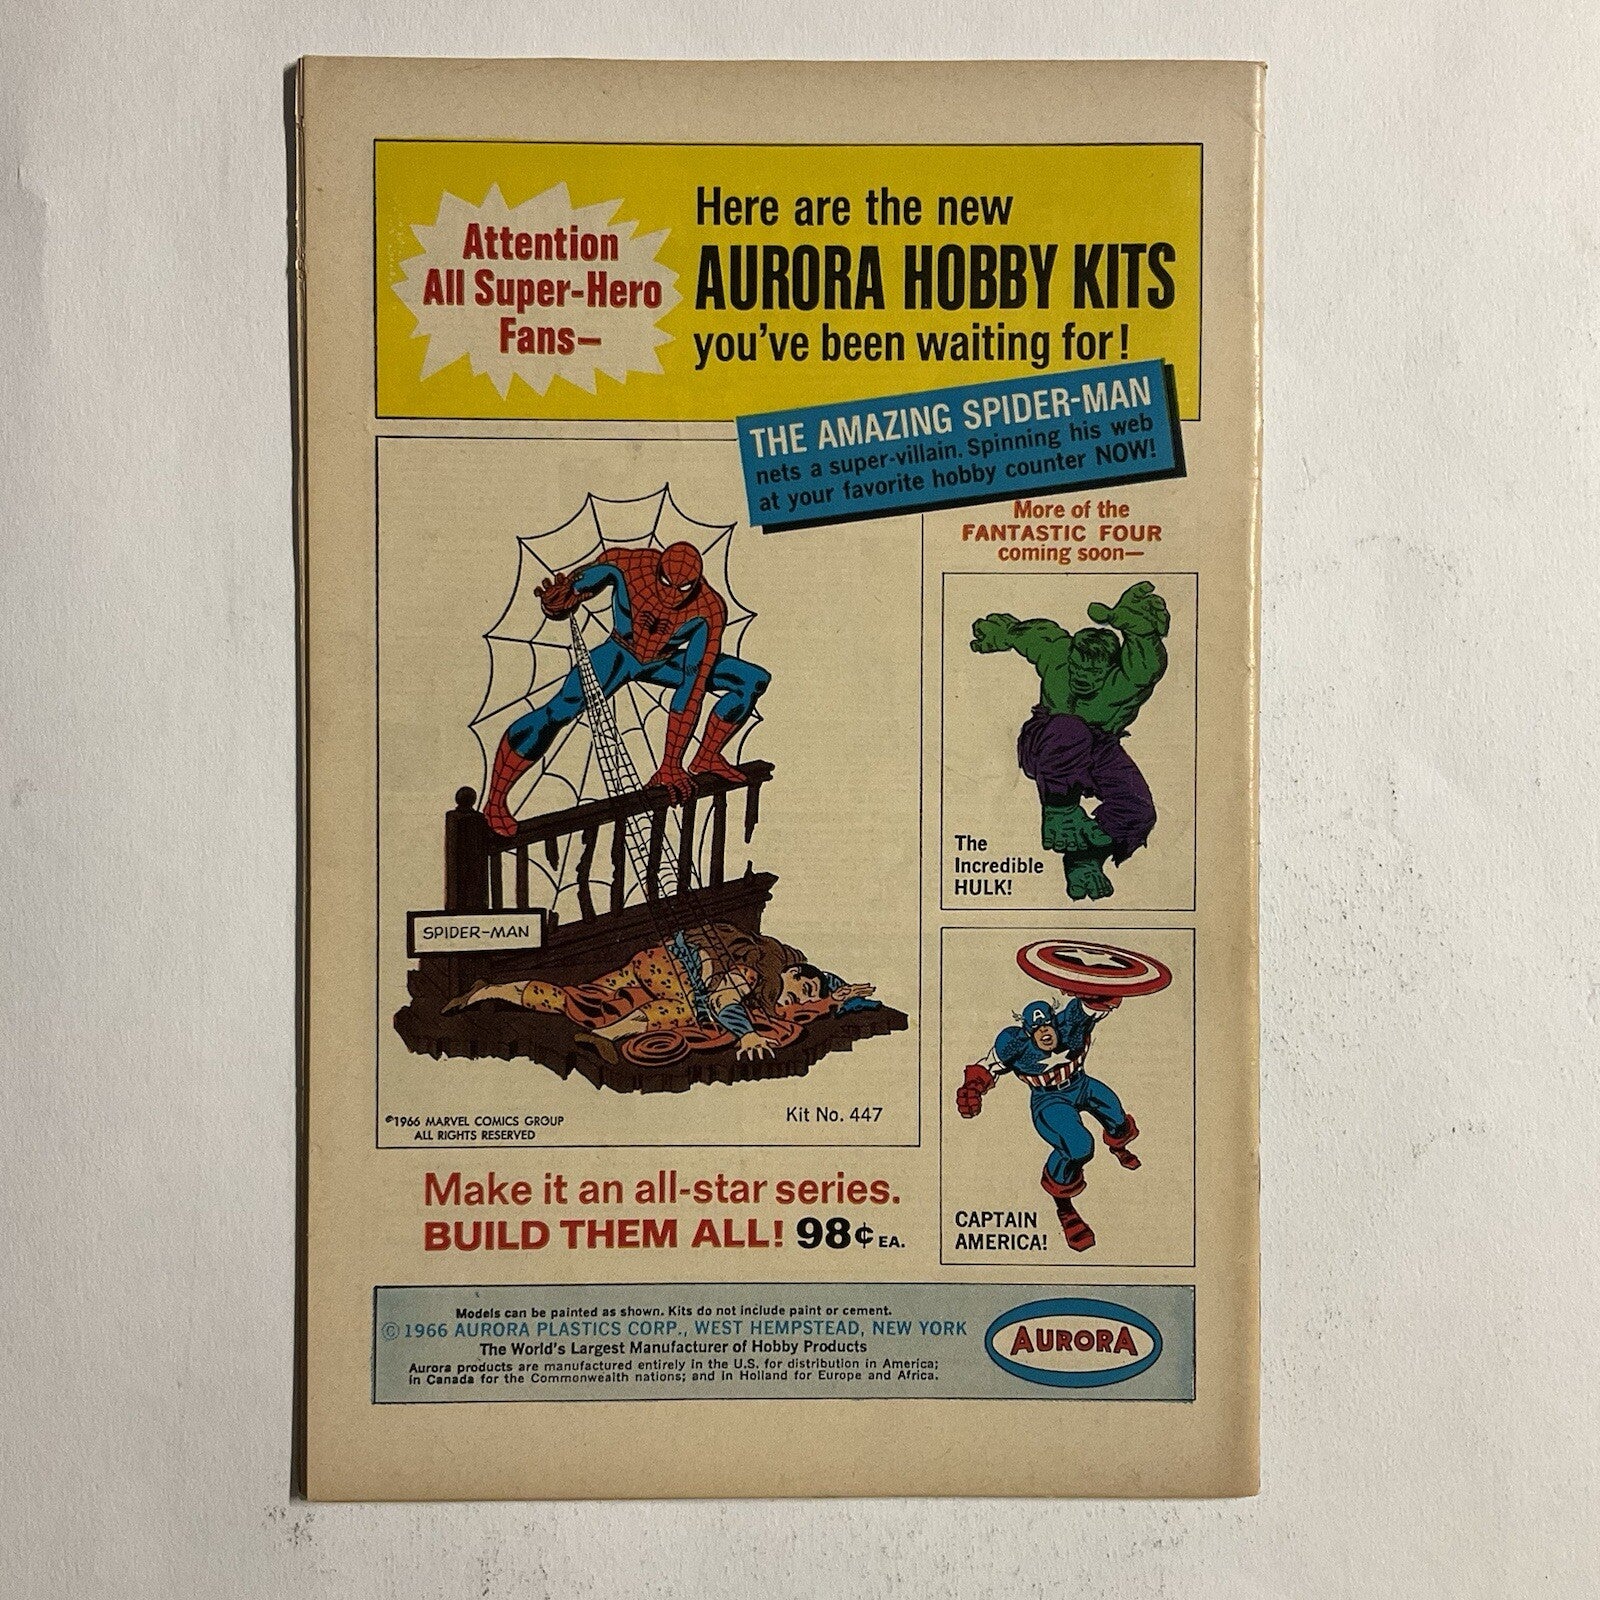 Attention
All Super-Hero
Fans—
Here are the new
AURORA HOBBY KITS
you've been waiting for!
THE AMAZING SPIDER-MAN
nets a super-villain. Spinning his web
at your favorite hobby counter NOW!
More of the
FANTASTIC FOUR
coming soon—
The
Incredible
HULK!
SPIDER-MAN
A
©1966 MARVEL COMICS GROUP
ALL RIGHTS RESERVED
Kit No. 447
CAPTAIN
AMERICA!
Make it an all-star series.
BUILD THEM ALL! 98¢ EA.
Models can be painted as shown. Kits do not include paint or cement.
© 1966 AURORA PLASTICS CORP., WEST HEMPSTEAD, NEW YORK
The World's Largest Manufacturer of Hobby Products
Aurora products are manufactured entirely in the U.S. for distribution in America;
in Canada for the Commonwealth nations; and in Holland for Europe and Africa.
AURORA